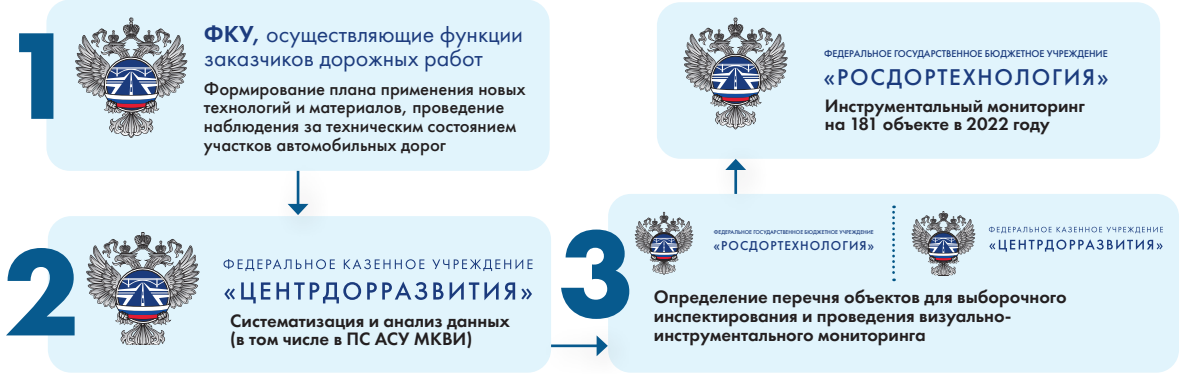 1
ФКУ, осуществляющие функции
заказчиков дорожных работ
Формирование плана применения новых
технологий и материалов, проведение
наблюдения за техническим состоянием
участков автомобильных дорог
2
ФЕДЕРАЛЬНОЕ КАЗЕННОЕ УЧРЕЖДЕНИЕ
«ЦЕНТРДОРРАЗВИТИЯ»
Систематизация и анализ данных
(в том числе в ПС АСУ МКВИ)
3
ФЕДЕРАЛЬНОЕ ГОСУДАРСТВЕННОЕ БЮДЖЕТНОЕ УЧРЕЖДЕНИЕ
«РОСДОРТЕХНОЛОГИЯ»
ФЕДЕРАЛЬНОЕ КАЗЕННОЕ УЧРЕЖДЕНИЕ
«ЦЕНТРДОРРАЗВИТИЯ»
Определение перечня объектов для выборочного
инспектирования и проведения визуально-
инструментального мониторинга
ФЕДЕРАЛЬНОЕ ГОСУДАРСТВЕННОЕ БЮДЖЕТНОЕ УЧРЕЖДЕНИЕ
«РОСДОРТЕХНОЛОГИЯ»
Инструментальный мониторинг
на 181 объекте в 2022 году